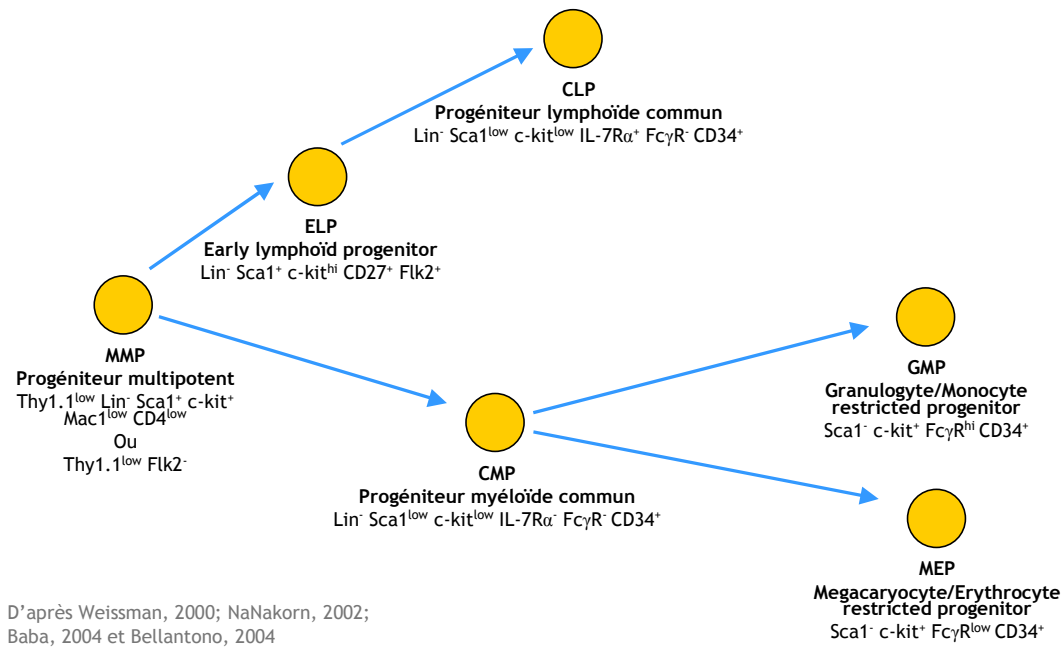 CLP
Progéniteur lymphoïde commun
Lin⁻ Sca1ˡᵒʷ c-kitˡᵒʷ IL-7Rα⁺ FcγR⁻ CD34⁺
ELP
Early lymphoïd progenitor
Lin⁻ Sca1⁺ c-kitʰⁱ CD27⁺ Flk2⁺
MMP
Progéniteur multipotent
Thy1.1ˡᵒʷ Lin⁻ Sca1⁺ c-kit⁺
Mac1ˡᵒʷ CD4ˡᵒʷ
Ou
Thy1.1ˡᵒʷ Flk2⁻
CMP
Progéniteur myéloïde commun
Lin⁻ Sca1ˡᵒʷ c-kitˡᵒʷ IL-7Rα⁻ FcγR⁻ CD34⁺
GMP
Granulogyte/Monocyte
restricted progenitor
Sca1⁻ c-kit⁺ FcγRʰⁱ CD34⁺
MEP
Megacaryocyte/Erythrocyte
restricted progenitor
Sca1⁻ c-kit⁺ FcγRˡᵒʷ CD34⁺
D’après Weissman, 2000; NaNakorn, 2002;
Baba, 2004 et Bellantono, 2004